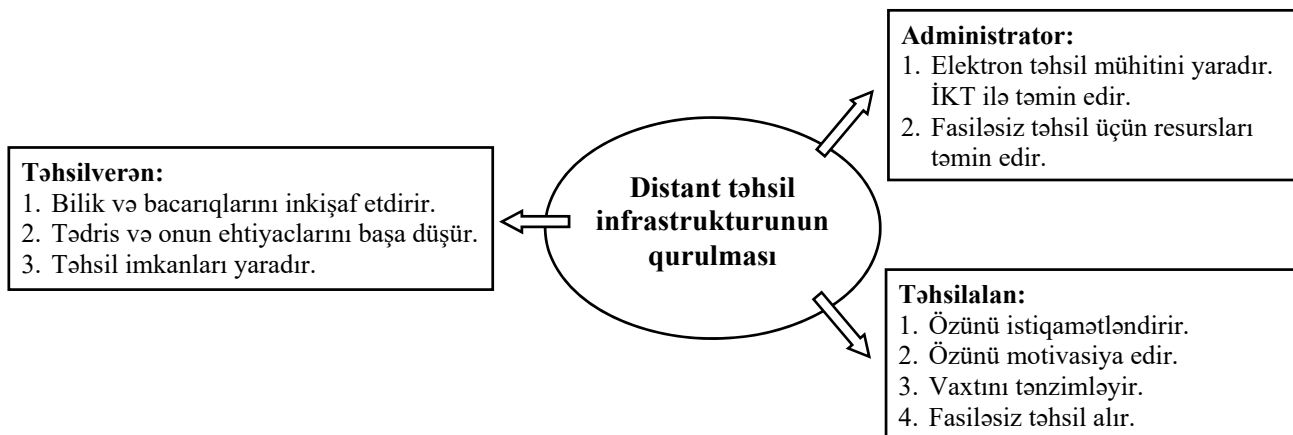 Administrator:
1. Elektron təhsil mühitini yaradır.
İKT ilə təmin edir.
2. Fasiləsiz təhsil üçün resursları
təmin edir.
Təhsilverən:
1. Bilik və bacarıqlarını inkişaf etdirir.
2. Tədris və onun ehtiyaclarını başa düşür.
3. Təhsil imkanları yaradır.
Distant təhsil
infrastrukturunun
qurulması
Təhsilalan:
1. Özünü istiqamətləndirir.
2. Özünü motivasiya edir.
3. Vaxtını tənzimləyir.
4. Fasiləsiz təhsil alır.